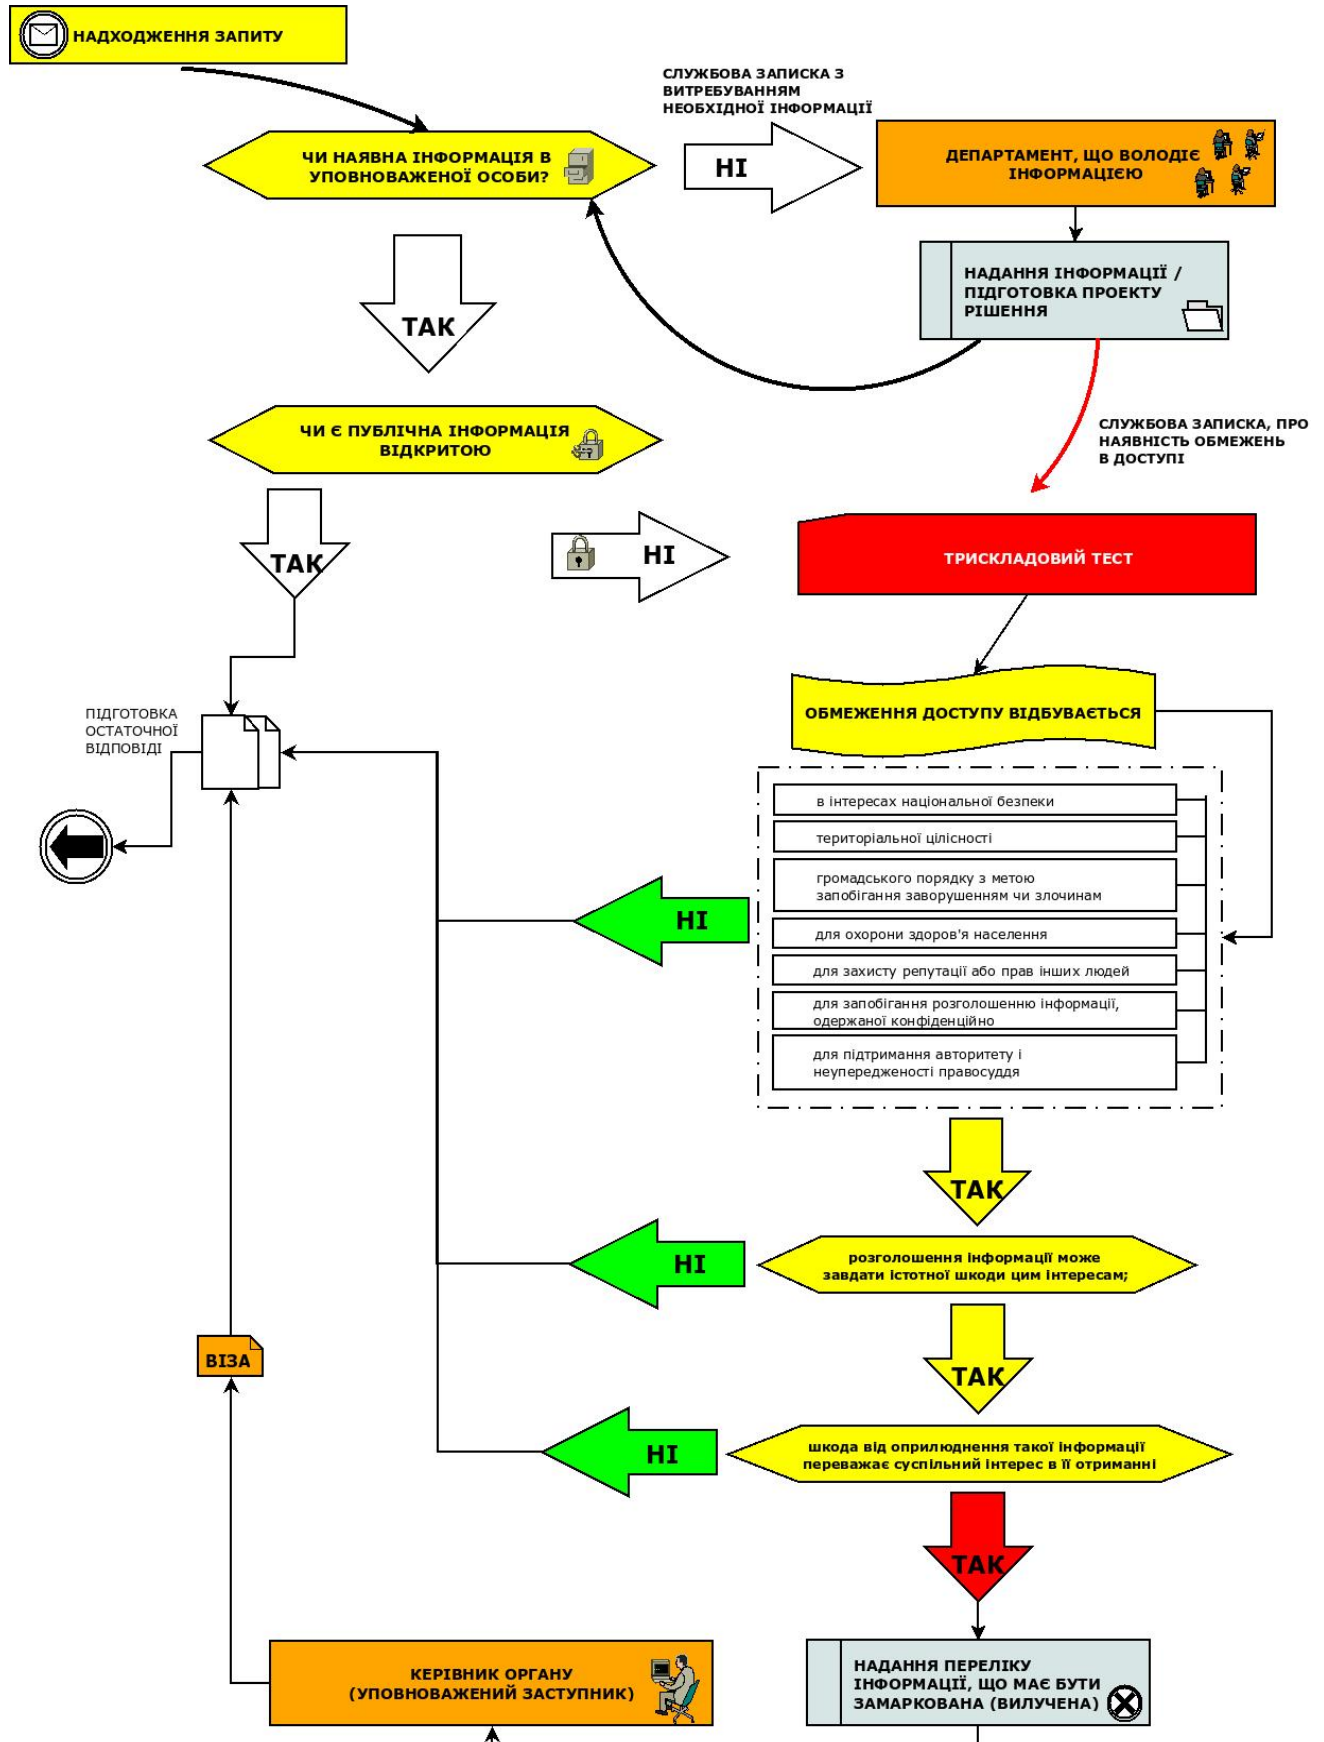 НАДХОДЖЕННЯ ЗАПИТУ
СЛУЖБОВА ЗАПИСКА З
ВИТРЕБУВАННЯМ
НЕОБХІДНОЇ ІНФОРМАЦІЇ
ЧИ НАЯВНА ІНФОРМАЦІЯ В
УПОВНОВАЖЕНОЇ ОСОБИ?
НІ
ДЕПАРТАМЕНТ, ЩО ВОЛОДІЄ
ІНФОРМАЦІЄЮ
НАДАННЯ ІНФОРМАЦІЇ /
ПІДГОТОВКА ПРОЕКТУ
РІШЕННЯ
ТАК
ЧИ Є ПУБЛІЧНА ІНФОРМАЦІЯ
ВІДКРИТОЮ
СЛУЖБОВА ЗАПИСКА, ПРО
НАЯВНІСТЬ ОБМЕЖЕНЬ
В ДОСТУПІ
ТАК
НІ
ТРИСКЛАДОВИЙ ТЕСТ
ПІДГОТОВКА
ОСТАТОЧНОЇ
ВІДПОВІДІ
ОБМЕЖЕННЯ ДОСТУПУ ВІДБУВАЄТЬСЯ
в інтересах національної безпеки
територіальної цілісності
громадського порядку з метою
запобігання заворушенням чи злочинам
для охорони здоров'я населення
для захисту репутації або прав інших людей
для запобігання розголошенню інформації,
одержаної конфіденційно
для підтримання авторитету і
неупередженості правосуддя
НІ
ТАК
НІ
розголошення інформації може
завдати істотної шкоди цим інтересам;
ВІЗА
ТАК
НІ
шкода від оприлюднення такої інформації
переважає суспільний інтерес в її отриманні
ТАК
КЕРІВНИК ОРГАНУ
(УПОВНОВАЖЕНИЙ ЗАСТУПНИК)
НАДАННЯ ПЕРЕЛІКУ
ІНФОРМАЦІЇ, ЩО МАЄ БУТИ
ЗАМАРКОВАНА (ВИЛУЧЕНА)